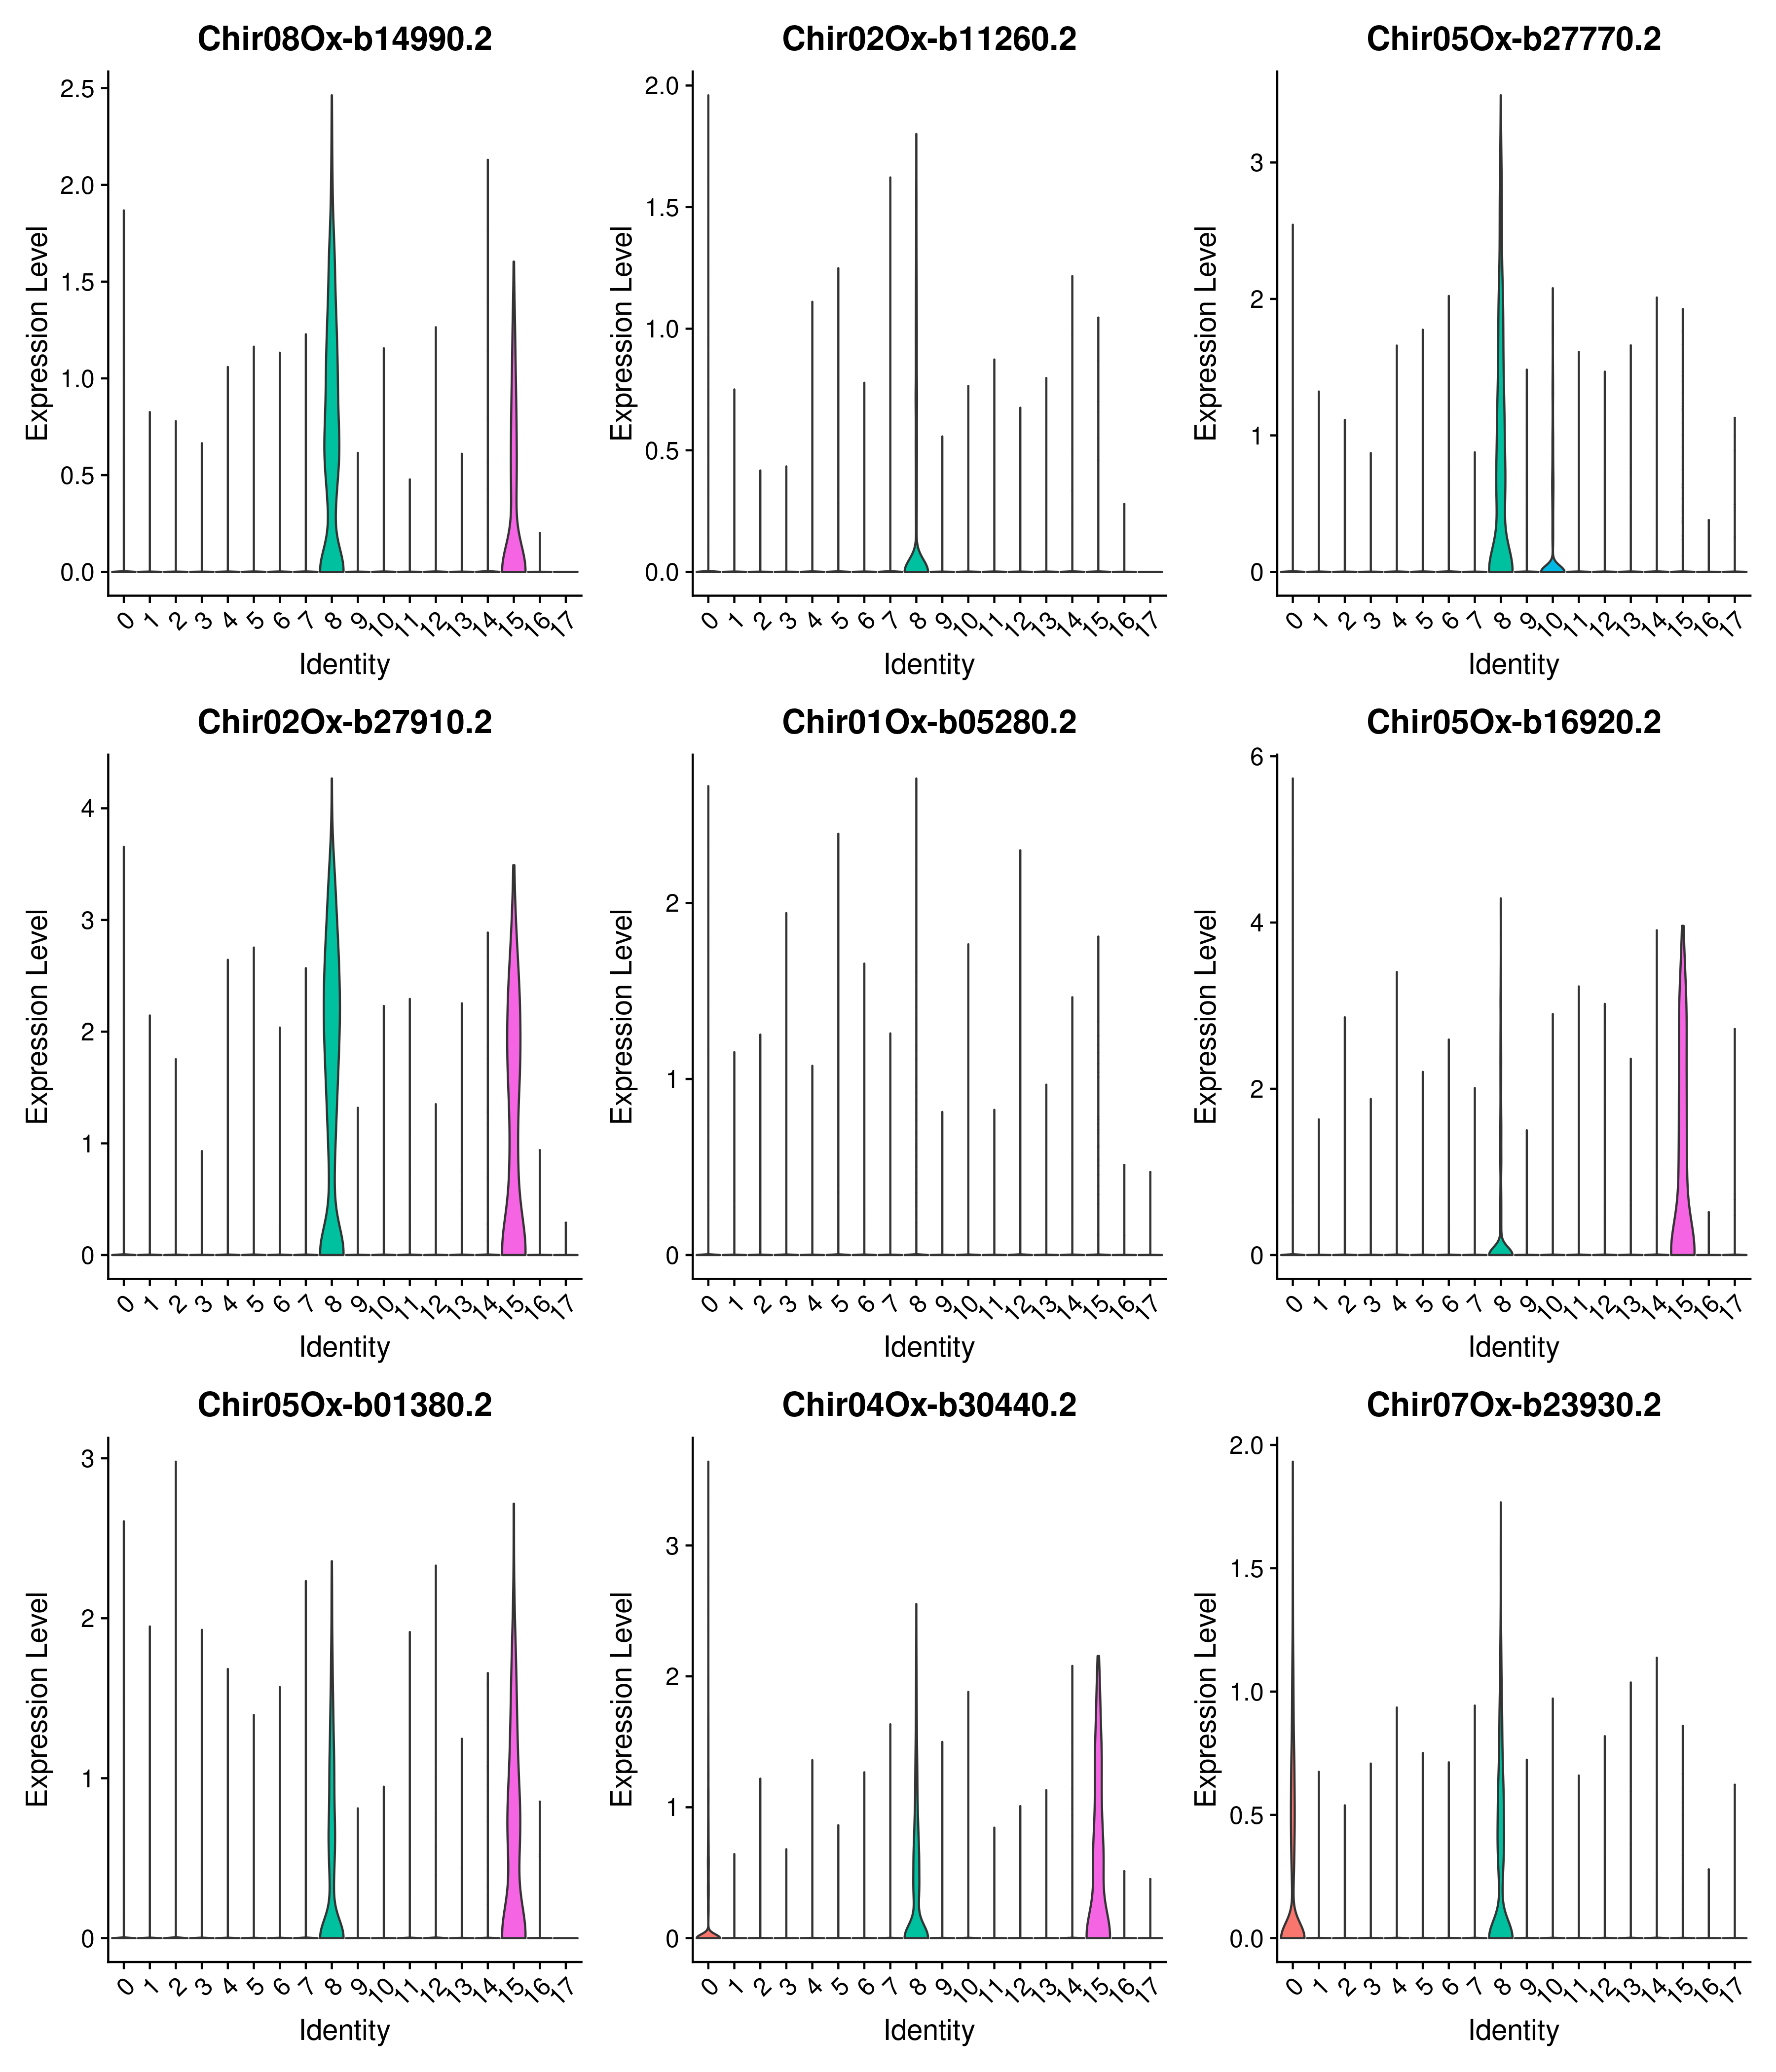 Chir08Ox-b14990.2 Chir02Ox-b11260.2 Chir05Ox-b27770.2
Expression Level Expression Level Expression Level
2.5 2.0 3
2.0 1.5 2
1.5 1.0 1
1.0 0.5 0
0.5 0.0
0.0
0 1 2 3 4 5 6 7 8 9 10 11 12 13 14 15 16 17 0 1 2 3 4 5 6 7 8 9 10 11 12 13 14 15 16 17 0 1 2 3 4 5 6 7 8 9 10 11 12 13 14 15 16 17
Identity Identity Identity
Chir02Ox-b27910.2 Chir01Ox-b05280.2 Chir05Ox-b16920.2
Expression Level Expression Level Expression Level
4 2 6
3 1 4
2 0 2
1 0
0
0 1 2 3 4 5 6 7 8 9 10 11 12 13 14 15 16 17 0 1 2 3 4 5 6 7 8 9 10 11 12 13 14 15 16 17 0 1 2 3 4 5 6 7 8 9 10 11 12 13 14 15 16 17
Identity Identity Identity
Chir05Ox-b01380.2 Chir04Ox-b30440.2 Chir07Ox-b23930.2
Expression Level Expression Level Expression Level
3 3 2.0
2 2 1.5
1 1 1.0
0 0 0.5
0.0
0 1 2 3 4 5 6 7 8 9 10 11 12 13 14 15 16 17 0 1 2 3 4 5 6 7 8 9 10 11 12 13 14 15 16 17 0 1 2 3 4 5 6 7 8 9 10 11 12 13 14 15 16 17
Identity Identity Identity